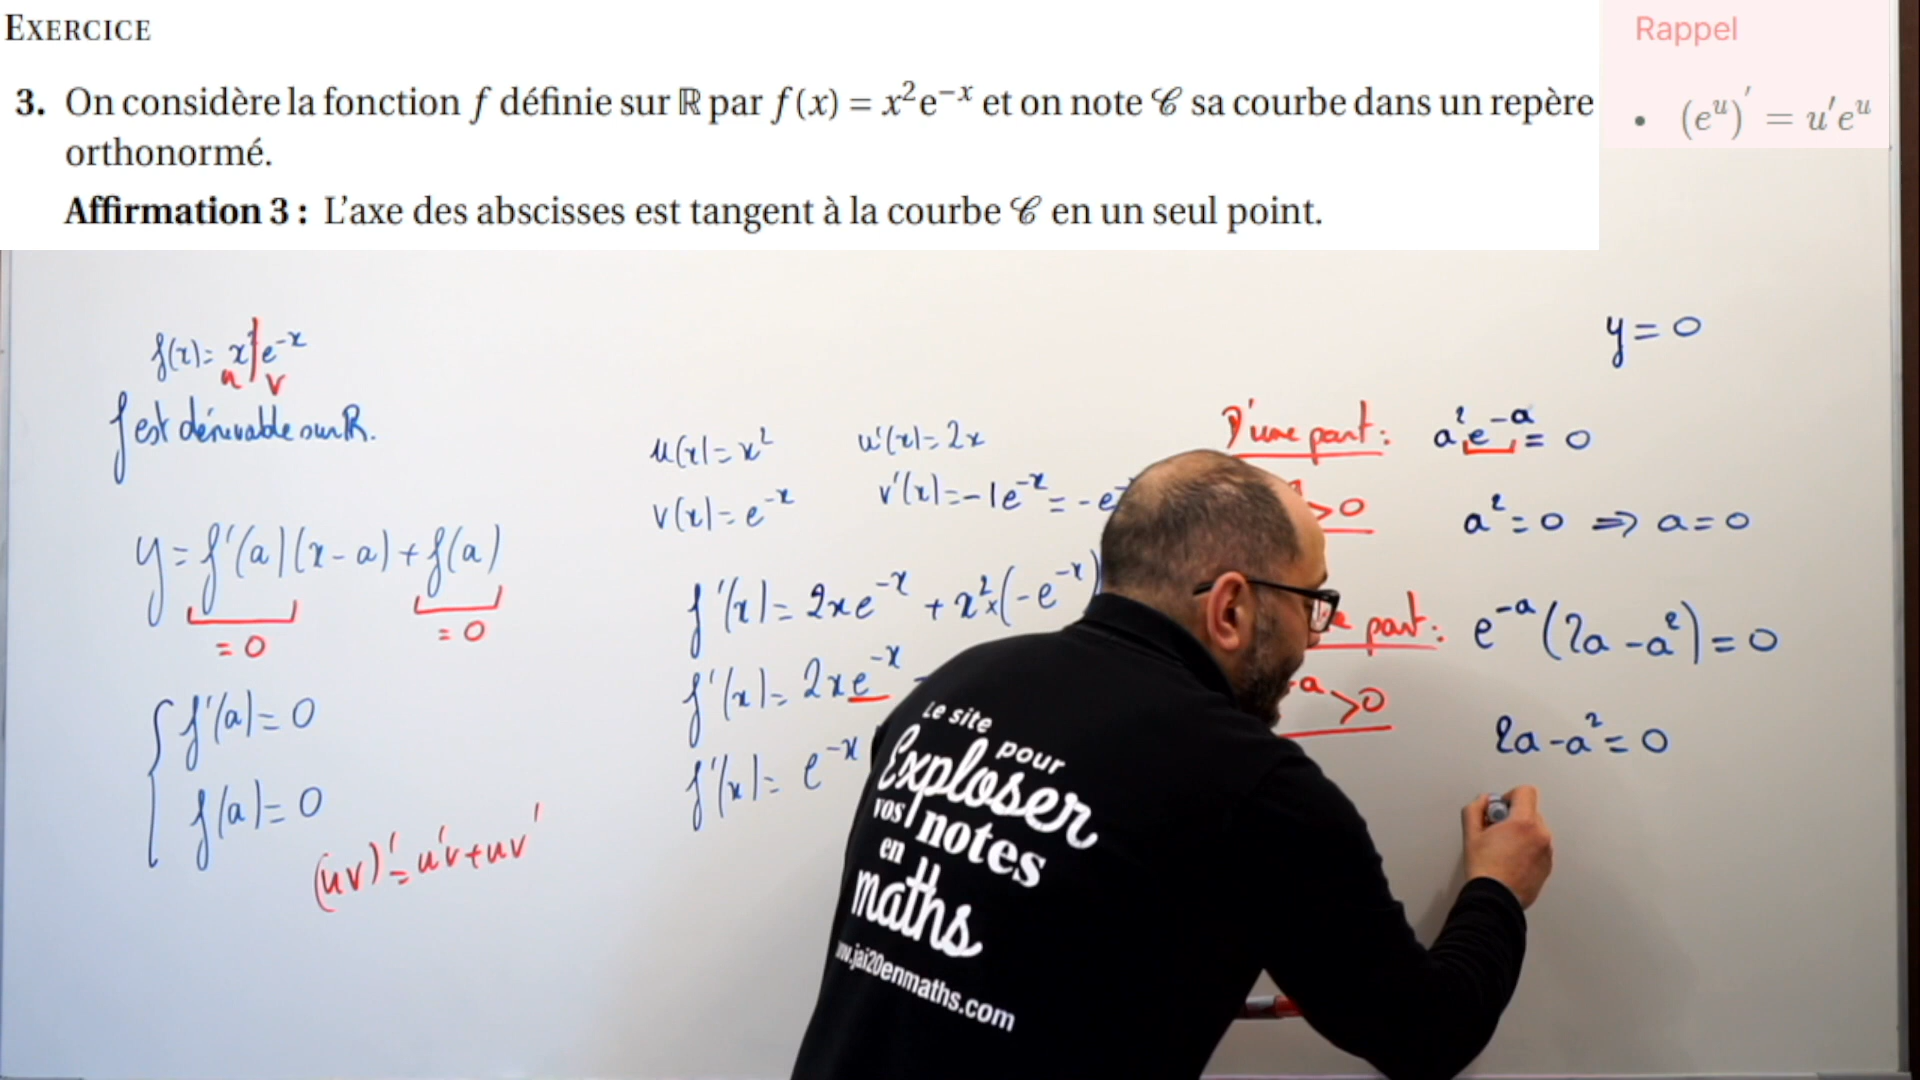 EXERCICE
3. On considère la fonction f définie sur ℝ par f(x) = x²e⁻ˣ et on note 𝒞 sa courbe dans un repère
orthonormé.
Affirmation 3 : L'axe des abscisses est tangent à la courbe 𝒞 en un seul point.
Rappel
• (eᵘ)′ = u′eᵘ
f(x) = x² e⁻ˣ
u v
f est dérivable sur ℝ.
y = f'(a)(x - a) + f(a)
= 0 = 0
{ f'(a) = 0
f(a) = 0
(uv)' = u'v + uv'
u(x) = x² u'(x) = 2x
v(x) = e⁻ˣ v'(x) = -1e⁻ˣ = -e
f'(x) = 2xe⁻ˣ + x² × (-e⁻ˣ)
f'(x) = 2xe⁻ˣ
f'(x) = e⁻ˣ
y = 0
D'une part : a²e⁻ᵃ = 0
>0 a² = 0 ⇒ a = 0
part : e⁻ᵃ(2a - a²) = 0
-a >0
2a - a² = 0
Le site
pour
Exploser
vos notes
en
maths
w.jai20enmaths.com